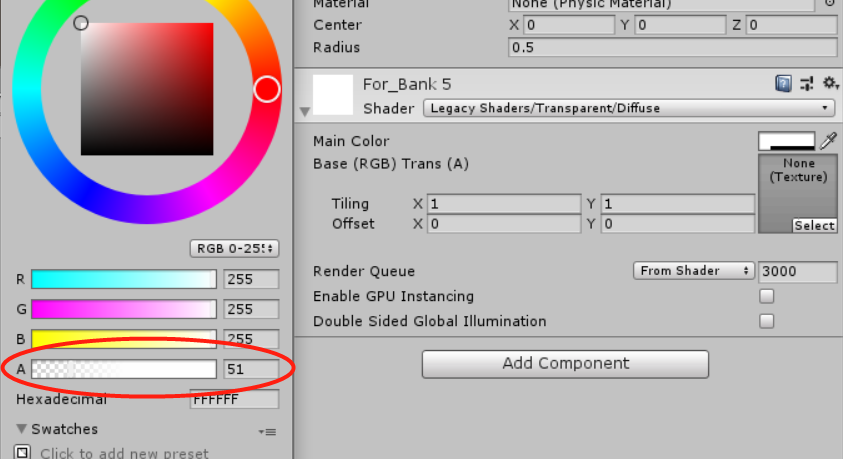 Material None (Physic Material)
Center X 0 Y 0 Z 0
Radius 0.5
For_Bank 5
Shader Legacy Shaders/Transparent/Diffuse
Main Color
Base (RGB) Trans (A)
None
(Texture)
Tiling X 1 Y 1
Offset X 0 Y 0
Select
Render Queue From Shader 3000
Enable GPU Instancing
Double Sided Global Illumination
Add Component
RGB 0-255
R 255
G 255
B 255
A 51
Hexadecimal FFFFFF
Swatches
Click to add new preset